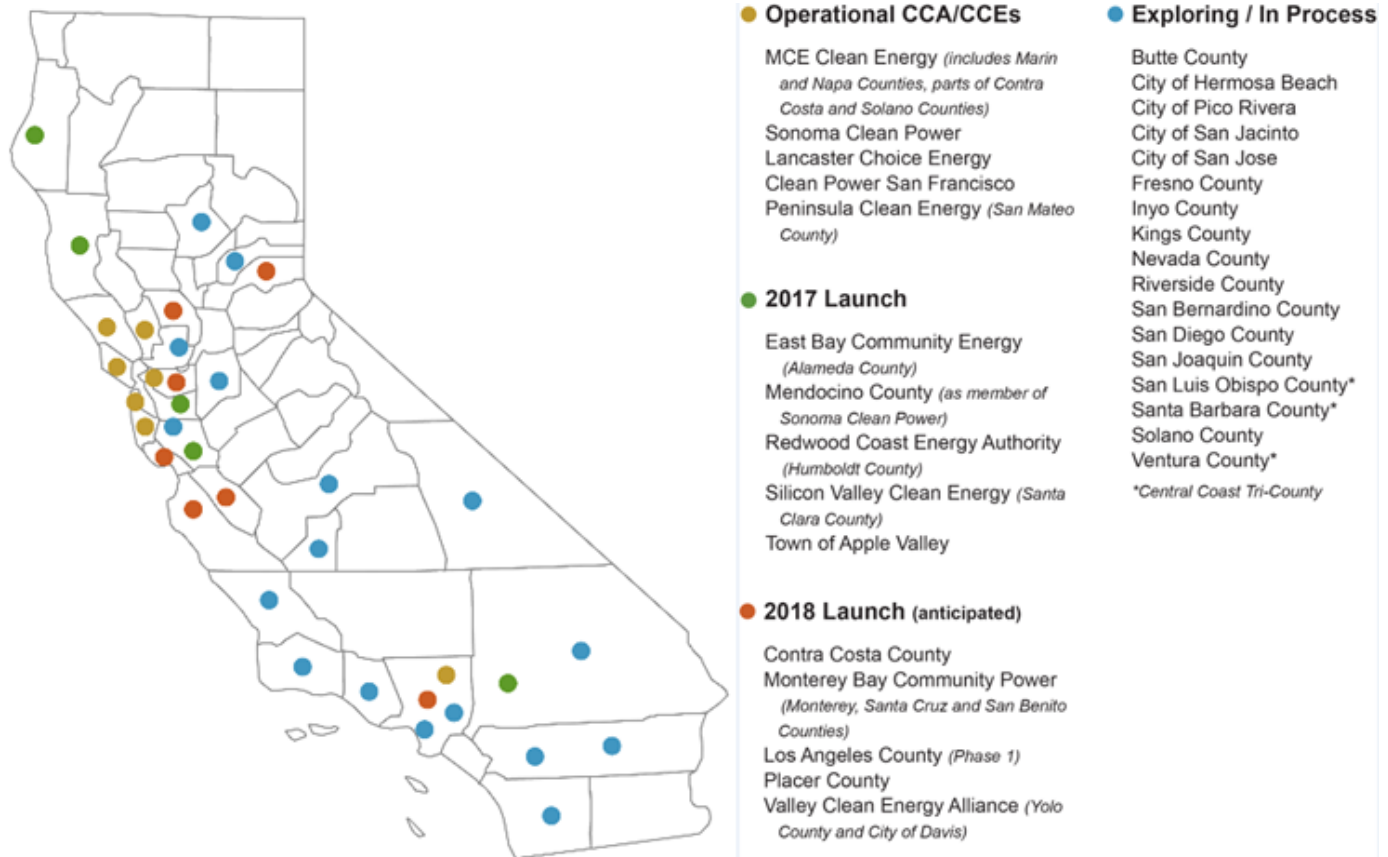 Operational CCA/CCEs
MCE Clean Energy (includes Marin
and Napa Counties, parts of Contra
Costa and Solano Counties)
Sonoma Clean Power
Lancaster Choice Energy
Clean Power San Francisco
Peninsula Clean Energy (San Mateo
County)
2017 Launch
East Bay Community Energy
(Alameda County)
Mendocino County (as member of
Sonoma Clean Power)
Redwood Coast Energy Authority
(Humboldt County)
Silicon Valley Clean Energy (Santa
Clara County)
Town of Apple Valley
2018 Launch (anticipated)
Contra Costa County
Monterey Bay Community Power
(Monterey, Santa Cruz and San Benito
Counties)
Los Angeles County (Phase 1)
Placer County
Valley Clean Energy Alliance (Yolo
County and City of Davis)
Exploring / In Process
Butte County
City of Hermosa Beach
City of Pico Rivera
City of San Jacinto
City of San Jose
Fresno County
Inyo County
Kings County
Nevada County
Riverside County
San Bernardino County
San Diego County
San Joaquin County
San Luis Obispo County*
Santa Barbara County*
Solano County
Ventura County*
*Central Coast Tri-County